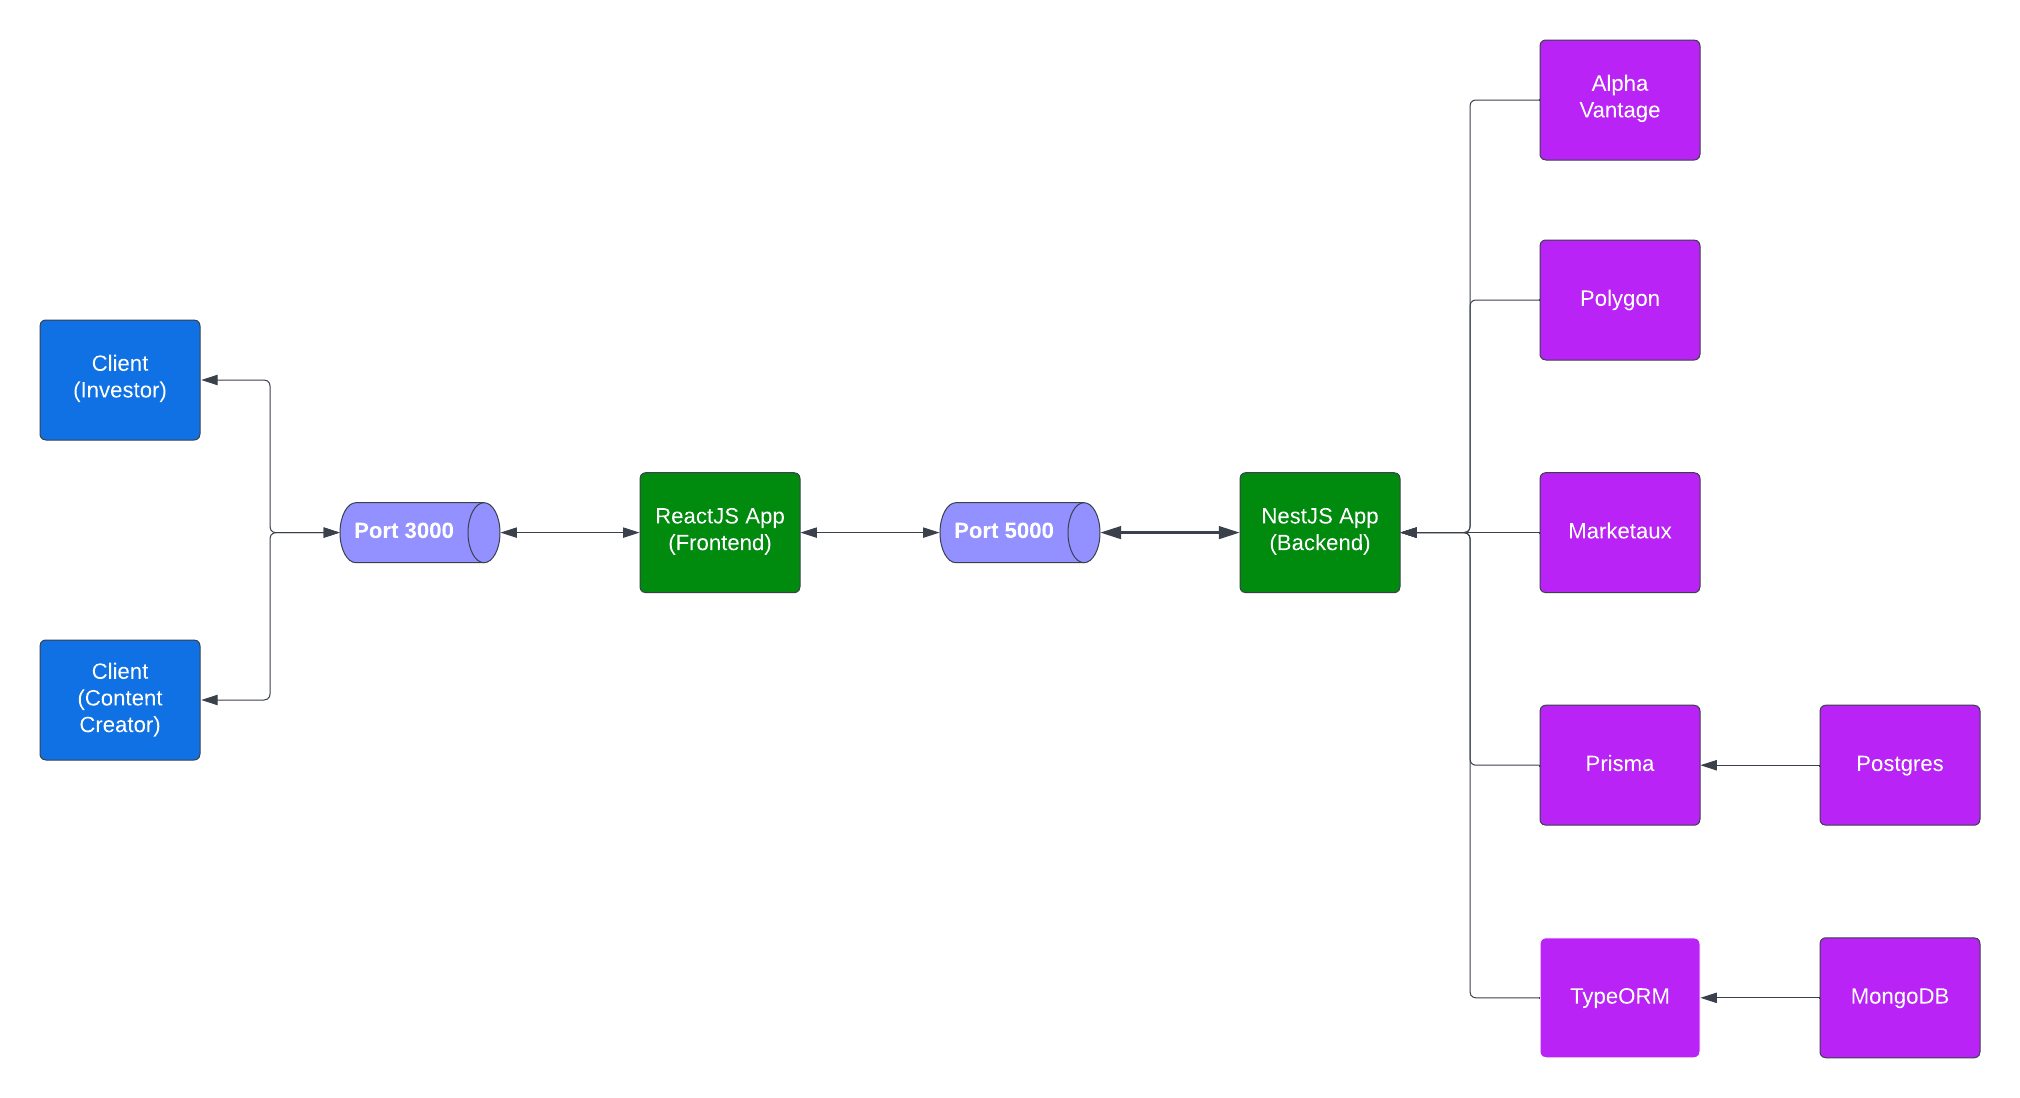 Client
(Investor)
Client
(Content
Creator)
Port 3000
ReactJS App
(Frontend)
Port 5000
NestJS App
(Backend)
Alpha
Vantage
Polygon
Marketaux
Prisma
Postgres
TypeORM
MongoDB